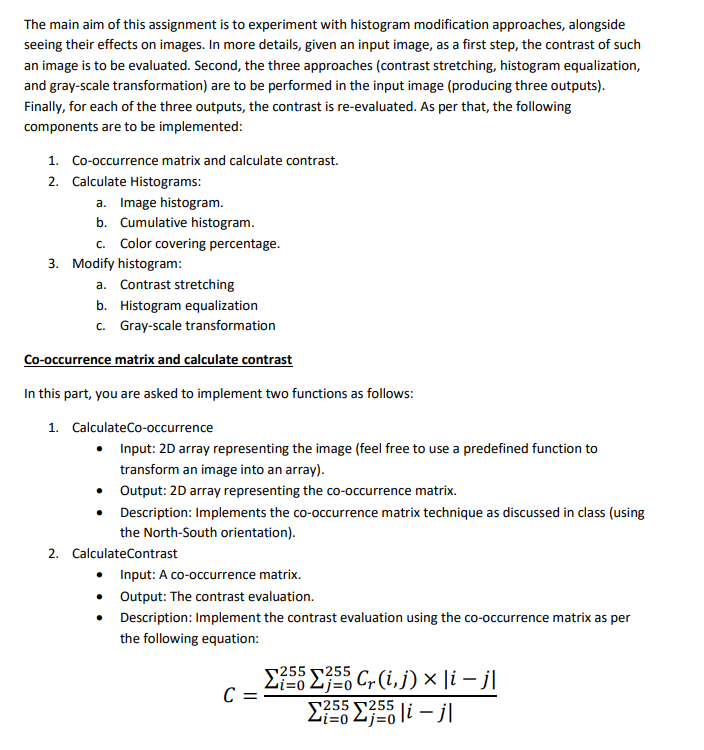 The main aim of this assignment is to experiment with histogram modification approaches, alongside
seeing their effects on images. In more details, given an input image, as a first step, the contrast of such
an image is to be evaluated. Second, the three approaches (contrast stretching, histogram equalization,
and gray-scale transformation) are to be performed in the input image (producing three outputs).
Finally, for each of the three outputs, the contrast is re-evaluated. As per that, the following
components are to be implemented:
1. Co-occurrence matrix and calculate contrast.
2. Calculate Histograms:
a. Image histogram.
b. Cumulative histogram.
c. Color covering percentage.
3. Modify histogram:
a. Contrast stretching
b. Histogram equalization
c. Gray-scale transformation
Co-occurrence matrix and calculate contrast
In this part, you are asked to implement two functions as follows:
1. CalculateCo-occurrence
• Input: 2D array representing the image (feel free to use a predefined function to
transform an image into an array).
• Output: 2D array representing the co-occurrence matrix.
• Description: Implements the co-occurrence matrix technique as discussed in class (using
the North-South orientation).
2. CalculateContrast
• Input: A co-occurrence matrix.
• Output: The contrast evaluation.
• Description: Implement the contrast evaluation using the co-occurrence matrix as per
the following equation:
C = \frac{\sum_{i=0}^{255} \sum_{j=0}^{255} C_r(i,j) × |i − j|}{\sum_{i=0}^{255} \sum_{j=0}^{255} |i − j|}